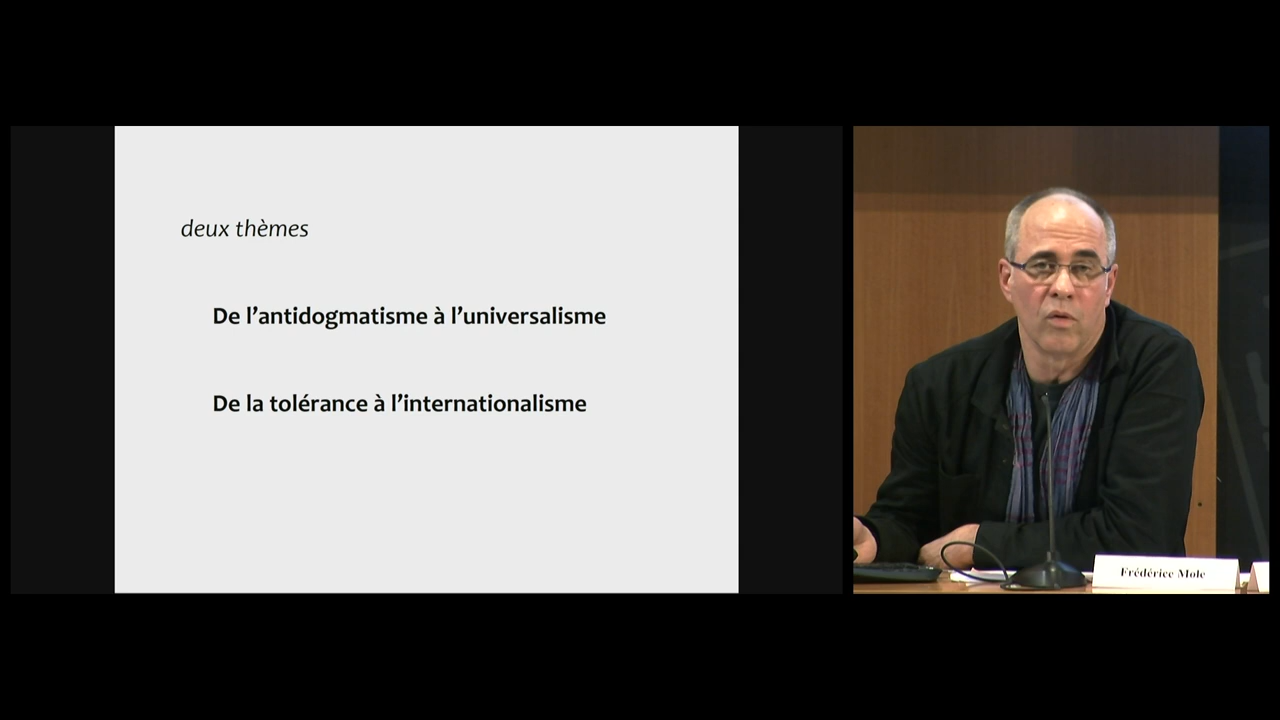 deux thèmes
De l’antidogmatisme à l’universalisme
De la tolérance à l’internationalisme
Frédérice Mole